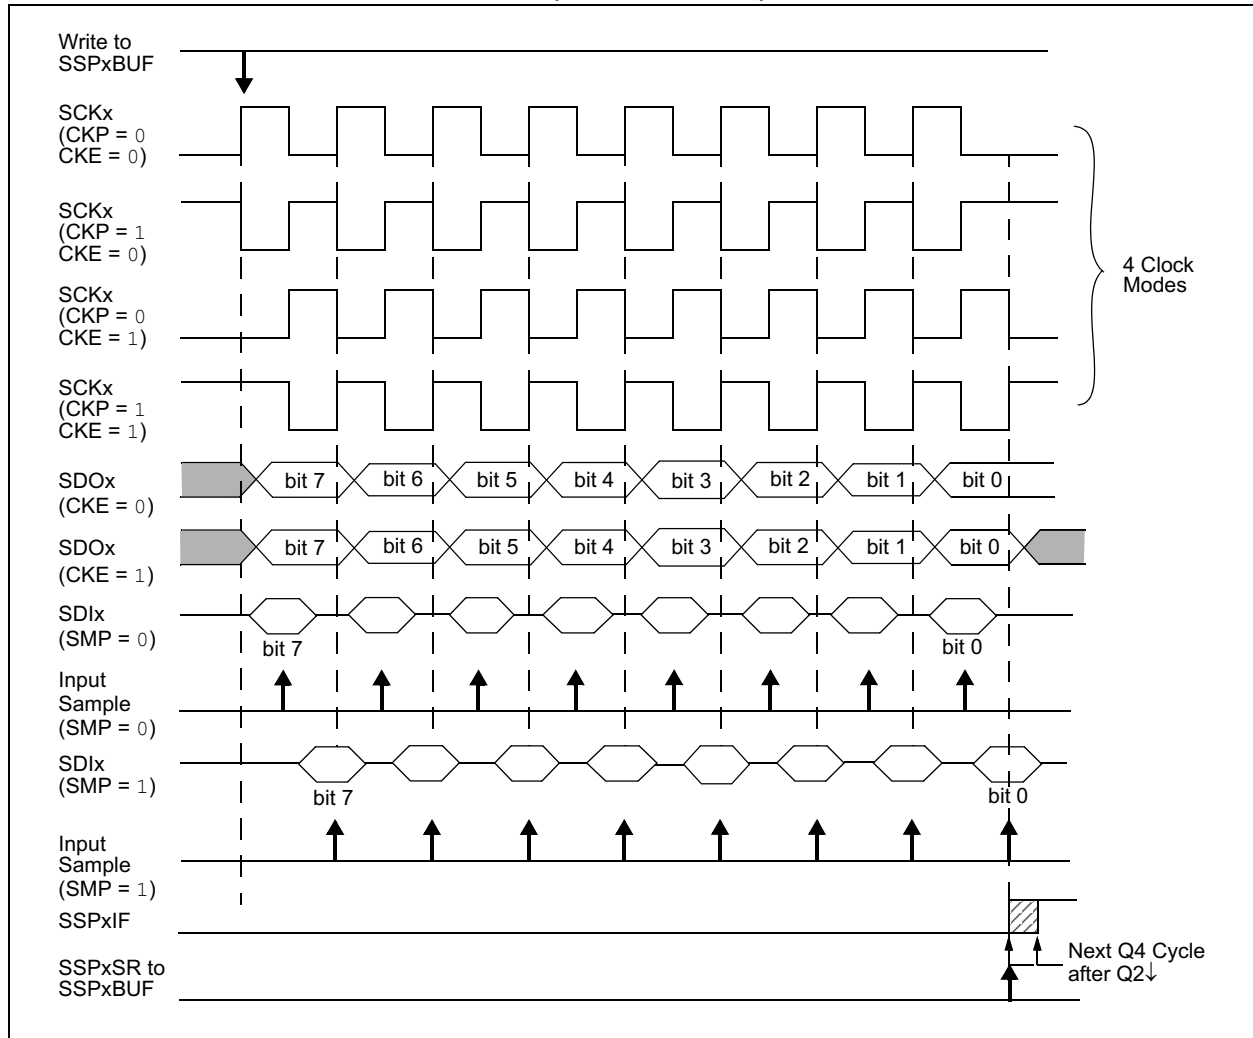 Write to
SSPxBUF
SCKx
(CKP = 0
CKE = 0)
SCKx
(CKP = 1
CKE = 0)
SCKx
(CKP = 0
CKE = 1)
SCKx
(CKP = 1
CKE = 1)
4 Clock
Modes
SDOx
(CKE = 0)
bit 7 bit 6 bit 5 bit 4 bit 3 bit 2 bit 1 bit 0
SDOx
(CKE = 1)
bit 7 bit 6 bit 5 bit 4 bit 3 bit 2 bit 1 bit 0
SDIx
(SMP = 0)
bit 7 bit 0
Input
Sample
(SMP = 0)
SDIx
(SMP = 1)
bit 7 bit 0
Input
Sample
(SMP = 1)
SSPxIF
SSPxSR to
SSPxBUF
Next Q4 Cycle
after Q2↓